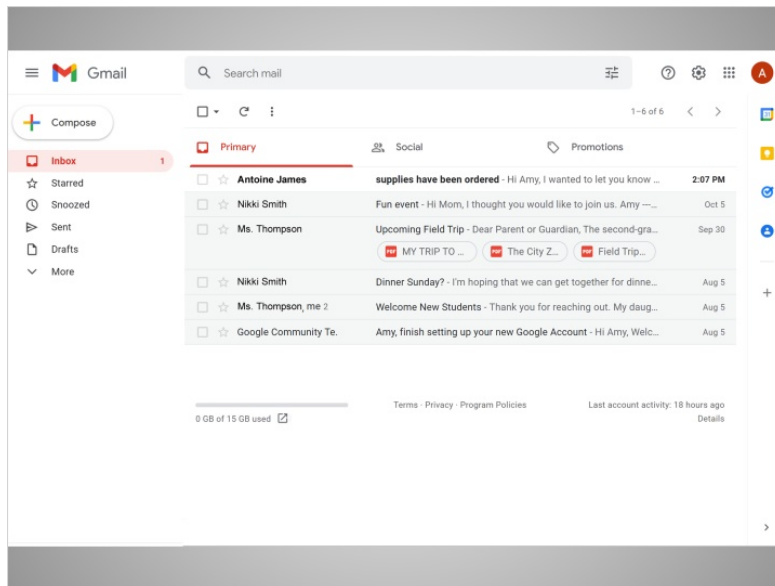 Gmail
Search mail
A
Compose
1–6 of 6
Inbox 1
Starred
Snoozed
Sent
Drafts
More
Primary Social Promotions
Antoine James supplies have been ordered - Hi Amy, I wanted to let you know ... 2:07 PM
Nikki Smith Fun event - Hi Mom, I thought you would like to join us. Amy —... Oct 5
Ms. Thompson Upcoming Field Trip - Dear Parent or Guardian, The second-gra... Sep 30
PDF MY TRIP TO ... PDF The City Z... PDF Field Trip...
Nikki Smith Dinner Sunday? - I'm hoping that we can get together for dinne... Aug 5
Ms. Thompson, me 2 Welcome New Students - Thank you for reaching out. My daug... Aug 5
Google Community Te. Amy, finish setting up your new Google Account - Hi Amy, Welc... Aug 5
0 GB of 15 GB used
Terms · Privacy · Program Policies
Last account activity: 18 hours ago
Details